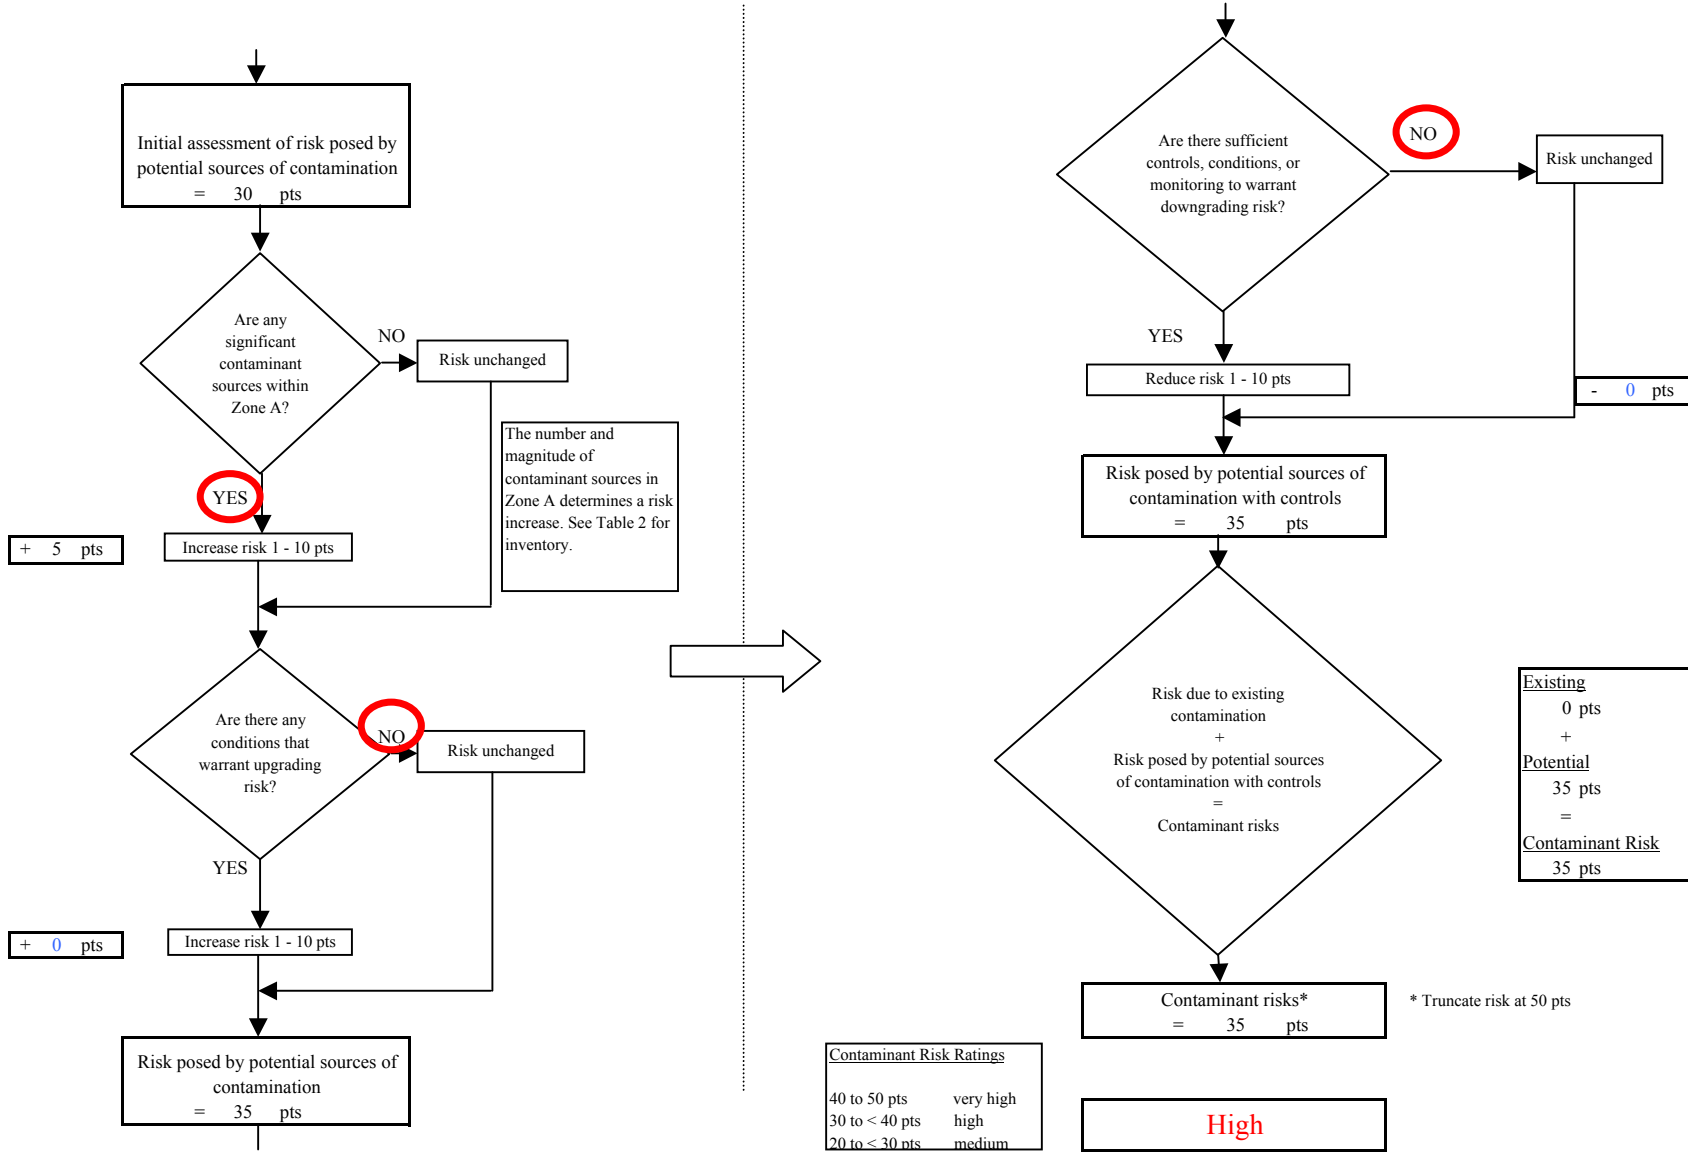 Initial assessment of risk posed by
potential sources of contamination
= 30 pts
Are any
significant
contaminant
sources within
Zone A?
NO
Risk unchanged
The number and
magnitude of
contaminant sources in
Zone A determines a risk
increase. See Table 2 for
inventory.
YES
+ 5 pts
Increase risk 1 - 10 pts
Are there any
conditions that
warrant upgrading
risk?
NO
Risk unchanged
YES
+ 0 pts
Increase risk 1 - 10 pts
Risk posed by potential sources of
contamination
= 35 pts
Are there sufficient
controls, conditions, or
monitoring to warrant
downgrading risk?
NO
Risk unchanged
YES
Reduce risk 1 - 10 pts
- 0 pts
Risk posed by potential sources of
contamination with controls
= 35 pts
Risk due to existing
contamination
+
Risk posed by potential sources
of contamination with controls
=
Contaminant risks
Existing
0 pts
+
Potential
35 pts
=
Contaminant Risk
35 pts
Contaminant risks*
= 35 pts
* Truncate risk at 50 pts
Contaminant Risk Ratings
40 to 50 pts very high
30 to < 40 pts high
20 to < 30 pts medium
High